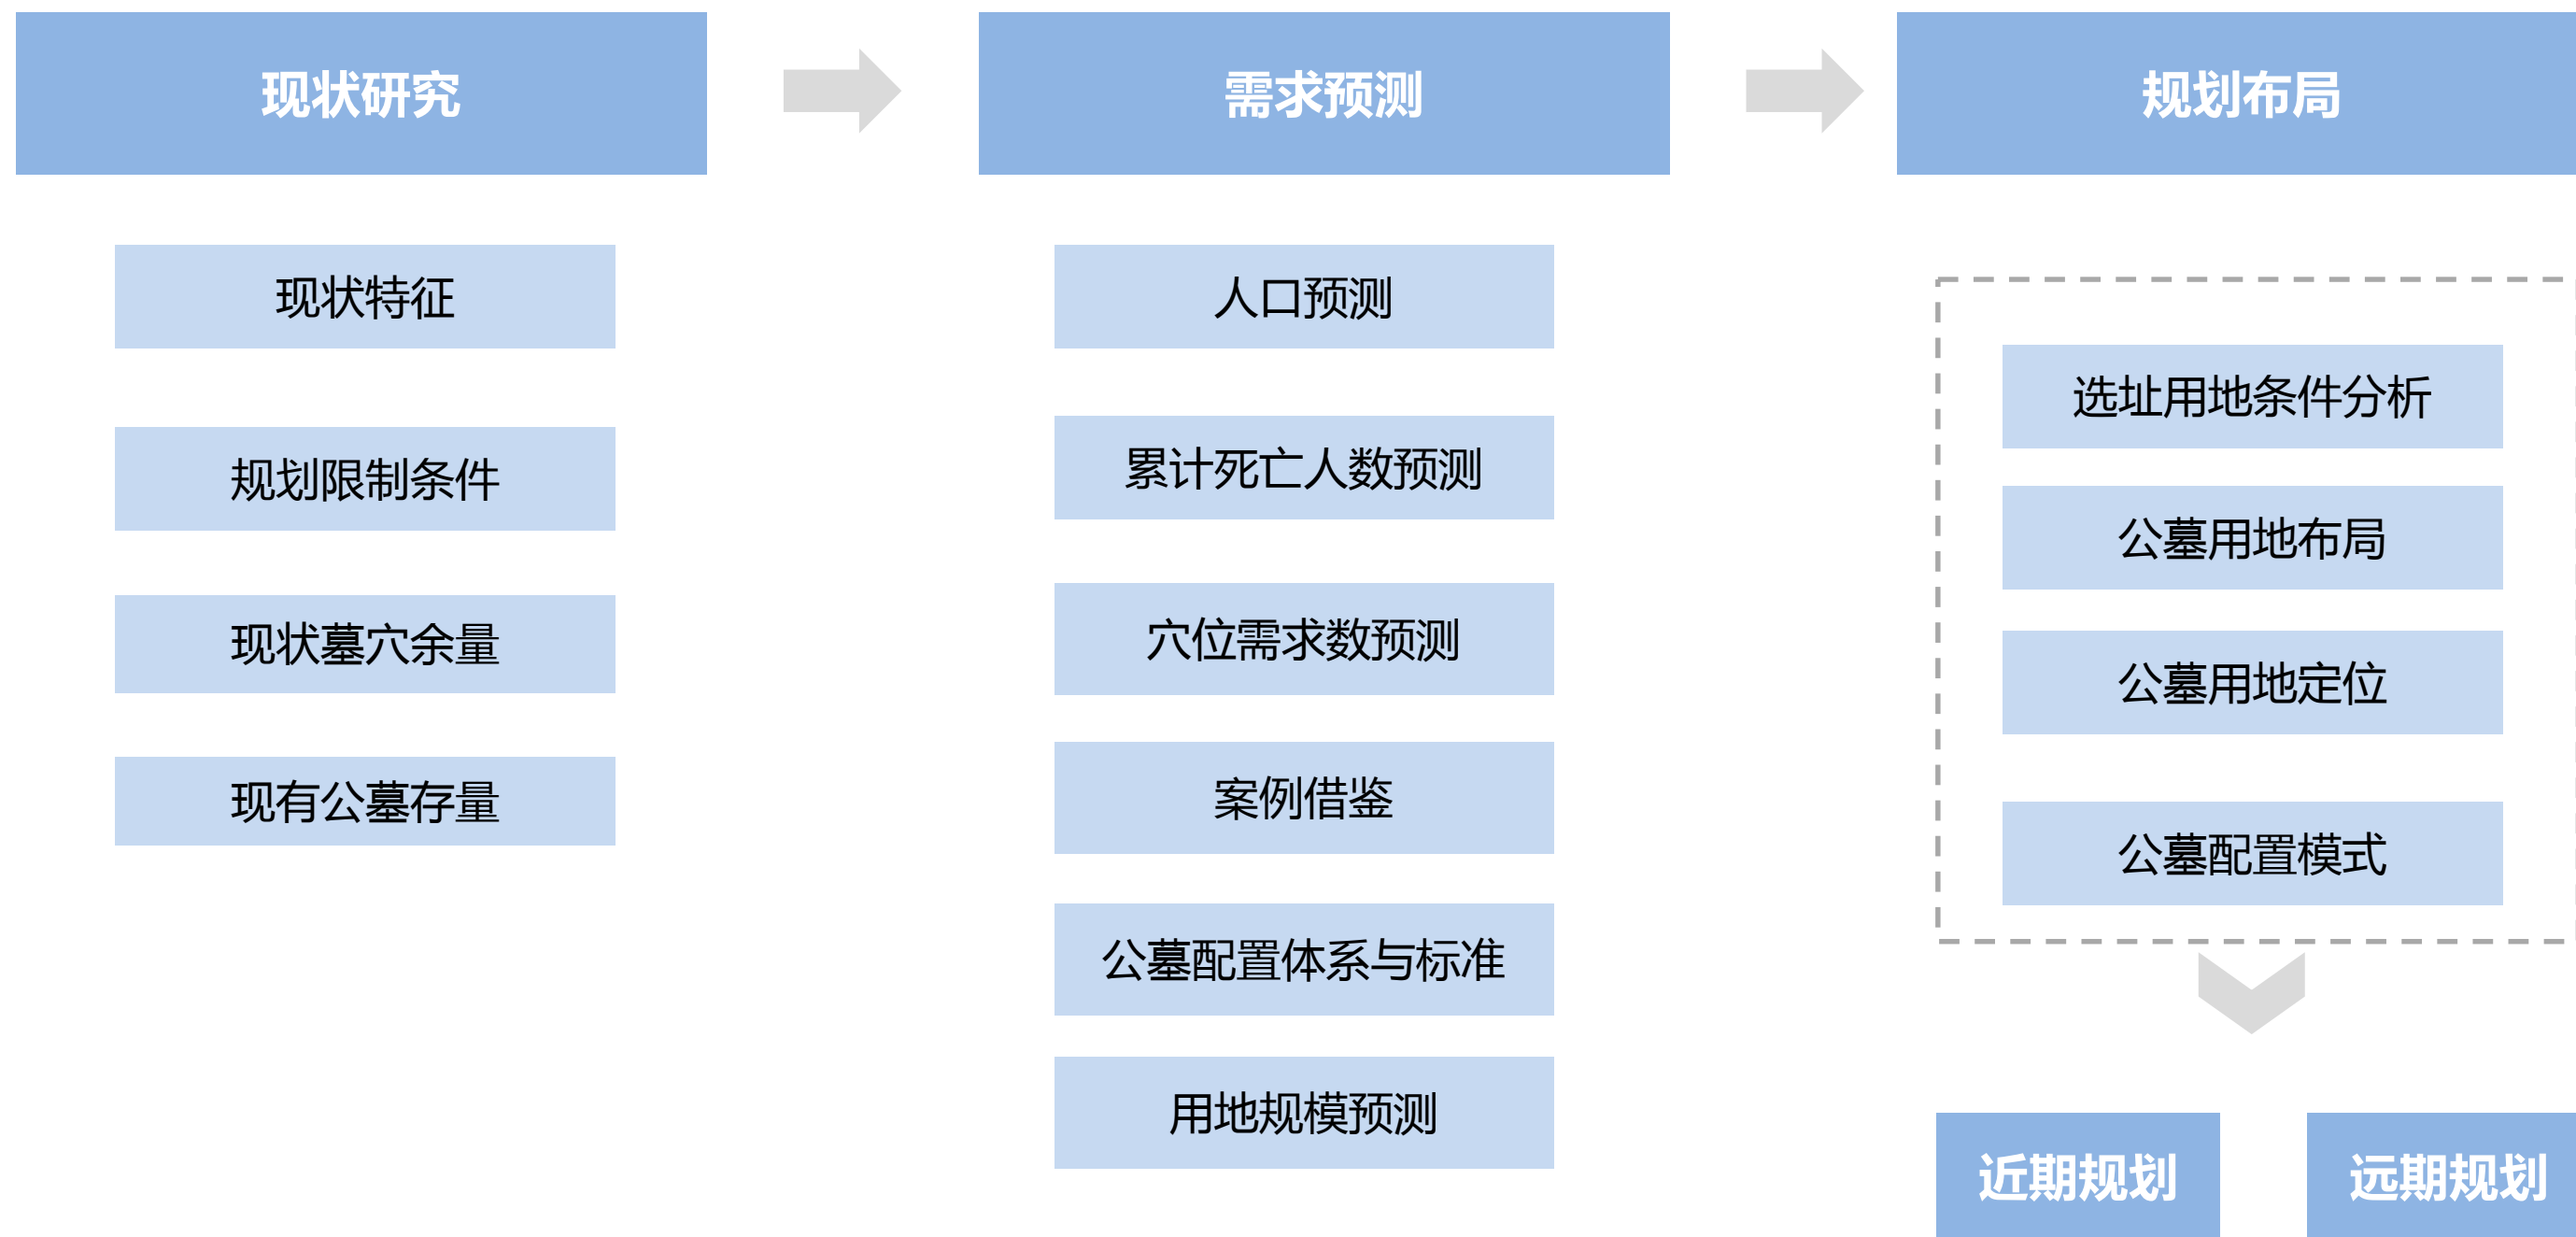 现状研究
需求预测
规划布局
现状特征
规划限制条件
现状墓穴余量
现有公墓存量
人口预测
累计死亡人数预测
穴位需求数预测
案例借鉴
公墓配置体系与标准
用地规模预测
选址用地条件分析
公墓用地布局
公墓用地定位
公墓配置模式
近期规划
远期规划